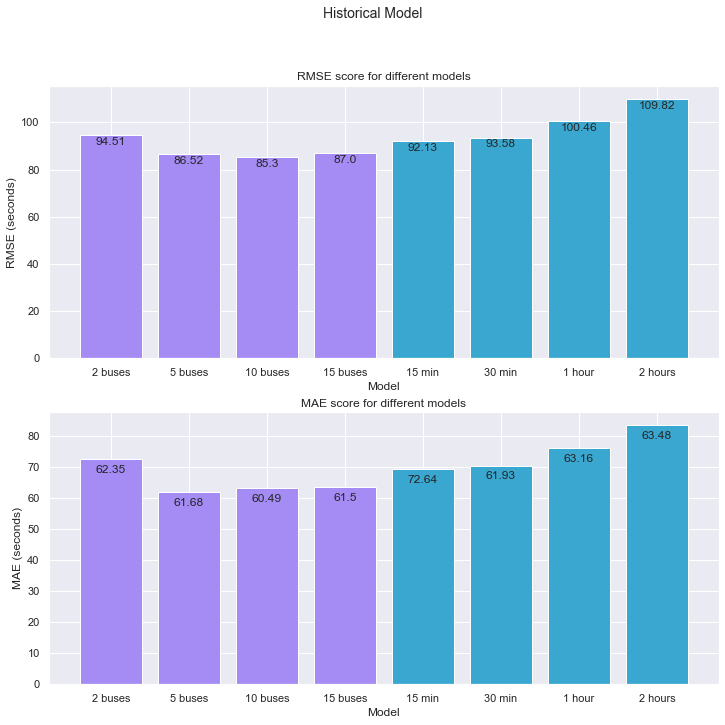 Historical Model
RMSE score for different models
RMSE (seconds)
100
80
60
40
20
0
94.51
86.52
85.3
87.0
92.13
93.58
100.46
109.82
2 buses
5 buses
10 buses
15 buses
15 min
30 min
1 hour
2 hours
Model
MAE score for different models
MAE (seconds)
80
70
60
50
40
30
20
10
0
62.35
61.68
60.49
61.5
72.64
61.93
63.16
63.48
2 buses
5 buses
10 buses
15 buses
15 min
30 min
1 hour
2 hours
Model